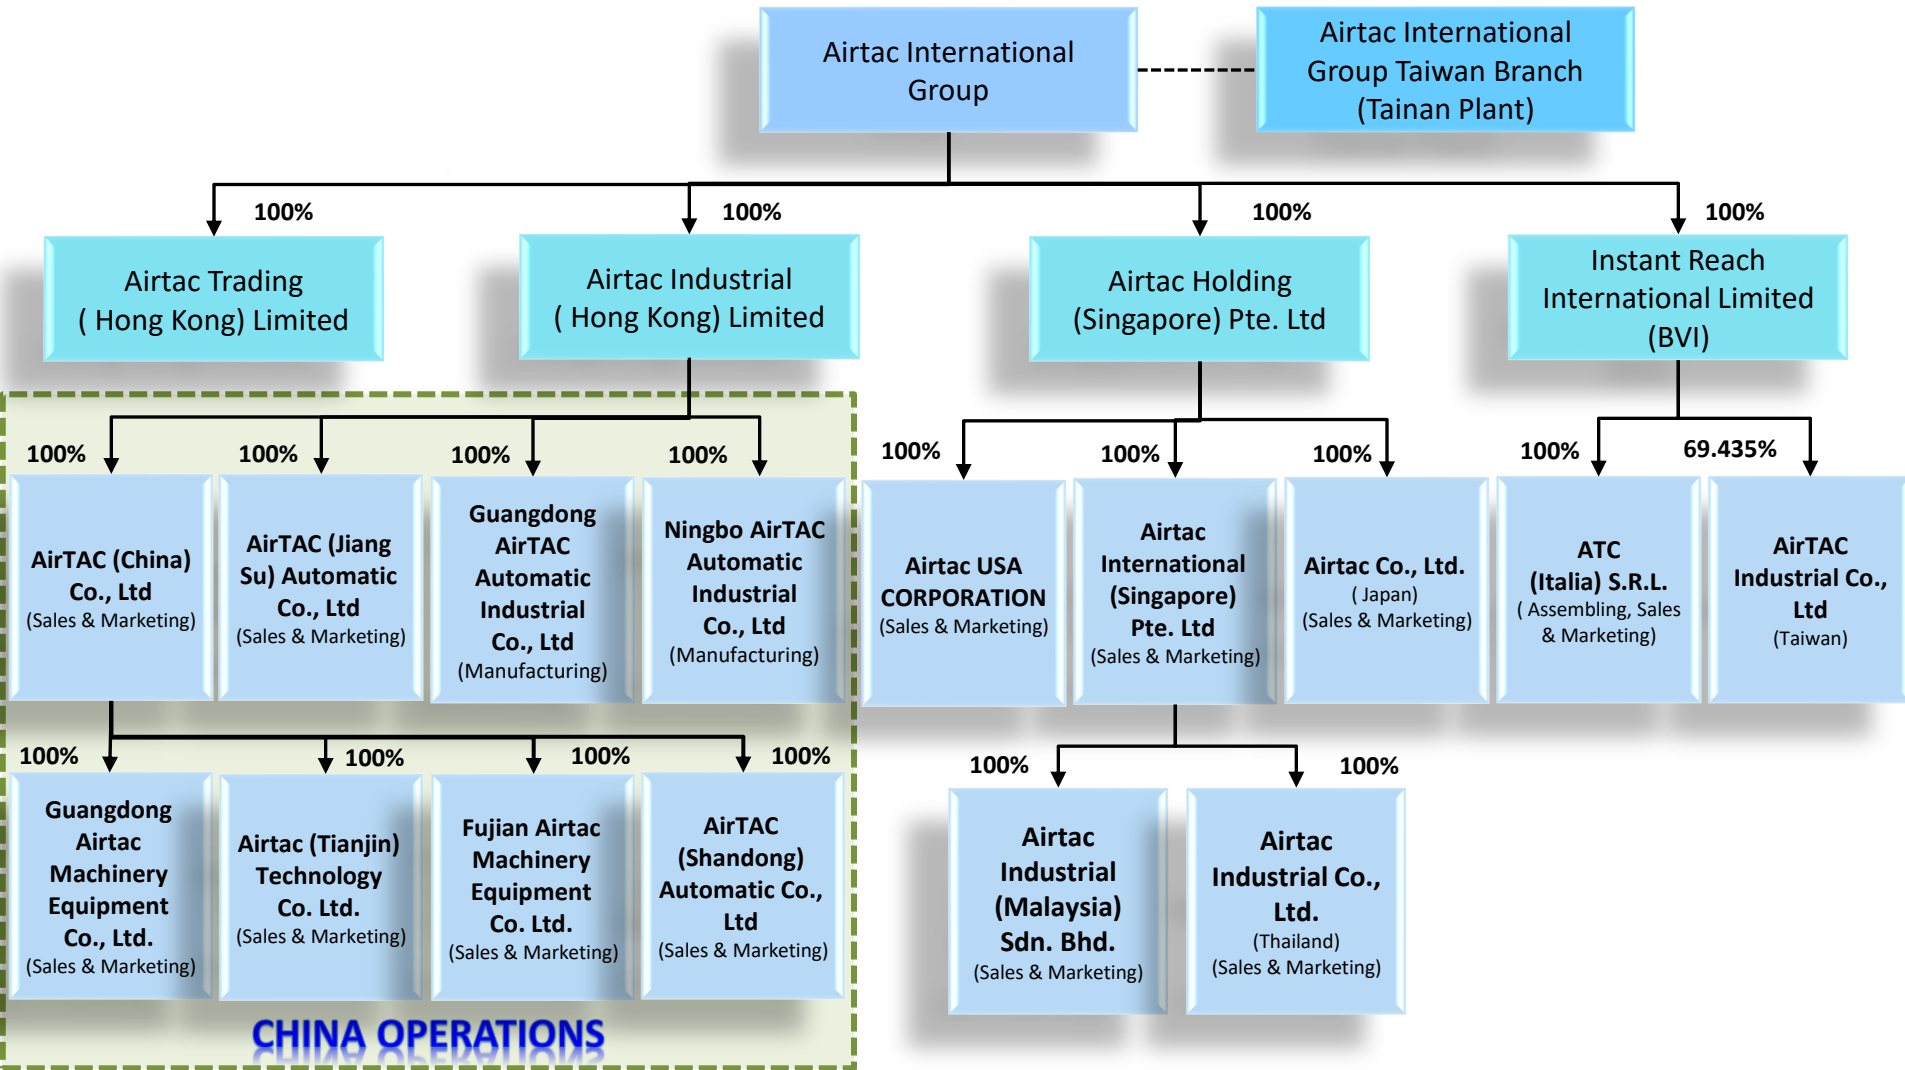 Airtac International
Group
Airtac International
Group Taiwan Branch
(Tainan Plant)
100%
100%
100%
100%
Airtac Trading
( Hong Kong) Limited
Airtac Industrial
( Hong Kong) Limited
Airtac Holding
(Singapore) Pte. Ltd
Instant Reach
International Limited
(BVI)
100%
100%
100%
100%
100%
100%
100%
100%
69.435%
AirTAC (China)
Co., Ltd
(Sales & Marketing)
AirTAC (Jiang
Su) Automatic
Co., Ltd
(Sales & Marketing)
Guangdong
AirTAC
Automatic
Industrial
Co., Ltd
(Manufacturing)
Ningbo AirTAC
Automatic
Industrial
Co., Ltd
(Manufacturing)
Airtac USA
CORPORATION
(Sales & Marketing)
Airtac
International
(Singapore)
Pte. Ltd
(Sales & Marketing)
Airtac Co., Ltd.
( Japan)
(Sales & Marketing)
ATC
(Italia) S.R.L.
( Assembling, Sales
& Marketing)
AirTAC
Industrial Co.,
Ltd
(Taiwan)
100%
100%
100%
100%
100%
100%
Guangdong
Airtac
Machinery
Equipment
Co., Ltd.
(Sales & Marketing)
Airtac (Tianjin)
Technology
Co. Ltd.
(Sales & Marketing)
Fujian Airtac
Machinery
Equipment
Co. Ltd.
(Sales & Marketing)
AirTAC
(Shandong)
Automatic Co.,
Ltd
(Sales & Marketing)
Airtac
Industrial
(Malaysia)
Sdn. Bhd.
(Sales & Marketing)
Airtac
Industrial Co.,
Ltd.
(Thailand)
(Sales & Marketing)
CHINA OPERATIONS